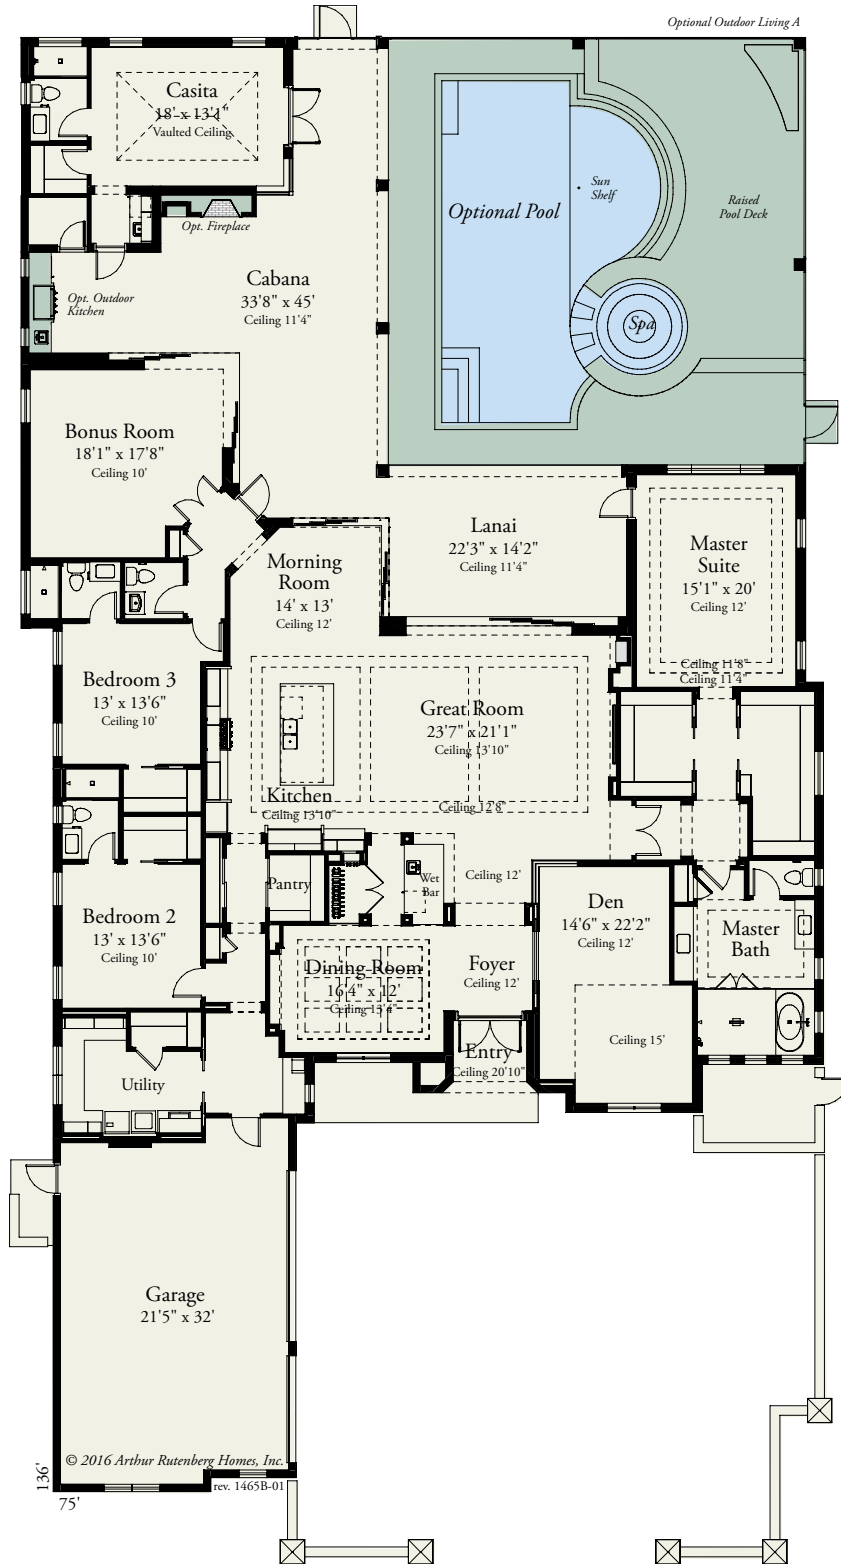 Optional Outdoor Living A
Casita
18' x 13'1"
Vaulted Ceiling
Opt. Fireplace
Optional Pool
Sun
Shelf
Raised
Pool Deck
Cabana
33'8" x 45'
Ceiling 11'4"
Opt. Outdoor
Kitchen
Spa
Bonus Room
18'1" x 17'8"
Ceiling 10'
Lanai
22'3" x 14'2"
Ceiling 11'4"
Master
Suite
15'1" x 20'
Ceiling 12'
Ceiling 11'8"
Ceiling 11'4"
Morning
Room
14' x 13'
Ceiling 12'
Bedroom 3
13' x 13'6"
Ceiling 10'
Great Room
23'7" x 21'1"
Ceiling 13'10"
Ceiling 12'8"
Kitchen
Ceiling 13'10"
Pantry
Wet
Bar
Ceiling 12'
Bedroom 2
13' x 13'6"
Ceiling 10'
Den
14'6" x 22'2"
Ceiling 12'
Ceiling 15'
Master
Bath
Dining Room
16'4" x 12'
Ceiling 13'4"
Foyer
Ceiling 12'
Entry
Ceiling 20'10"
Utility
Garage
21'5" x 32'
© 2016 Arthur Rutenberg Homes, Inc.
rev. 1465B-01
136'
75'